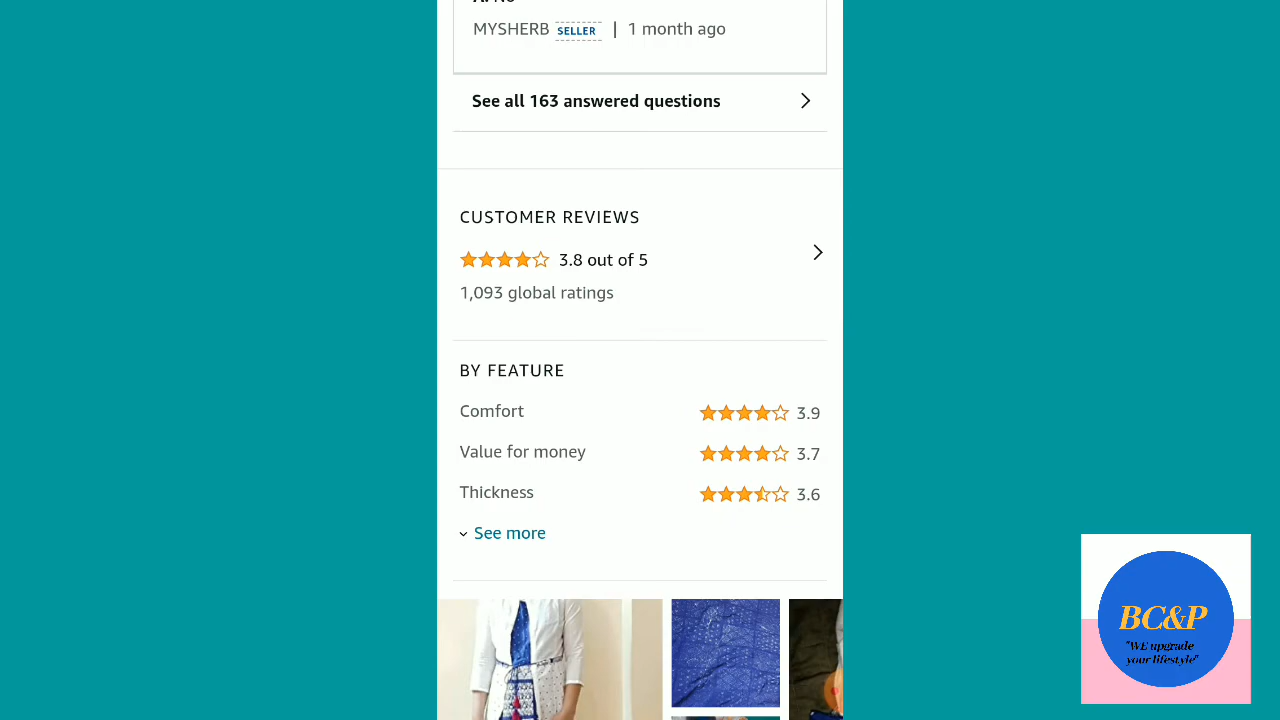 MYSHERB SELLER | 1 month ago
See all 163 answered questions
CUSTOMER REVIEWS
3.8 out of 5
1,093 global ratings
BY FEATURE
Comfort 3.9
Value for money 3.7
Thickness 3.6
See more
BC&P
"WE upgrade
your lifestyle"